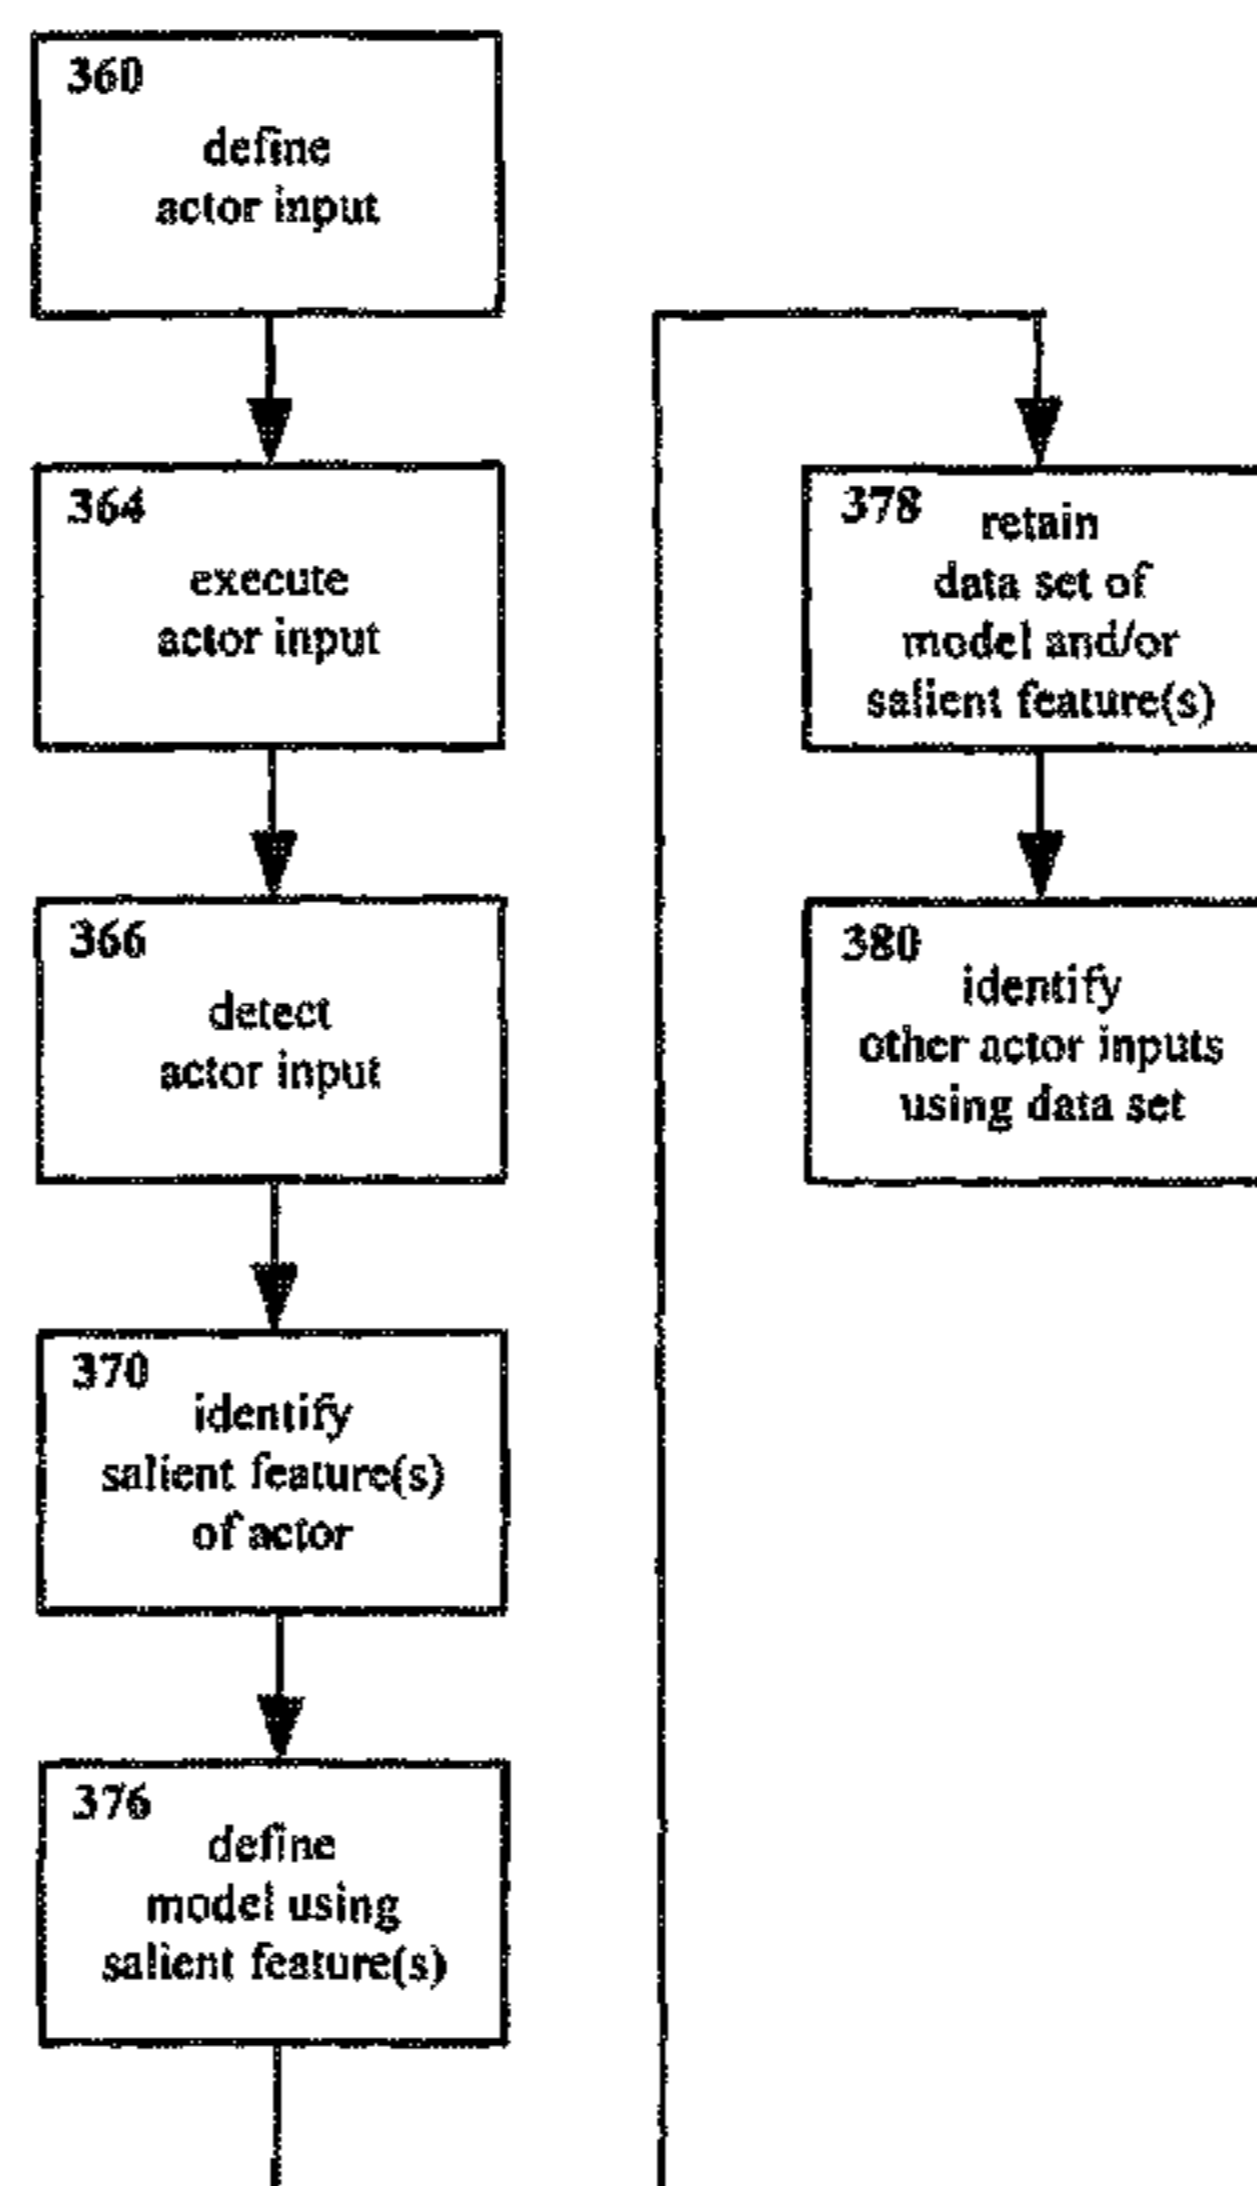 360
define
actor input
364
execute
actor input
366
detect
actor input
370
identify
salient feature(s)
of actor
376
define
model using
salient feature(s)
378
retain
data set of
model and/or
salient feature(s)
380
identify
other actor inputs
using data set